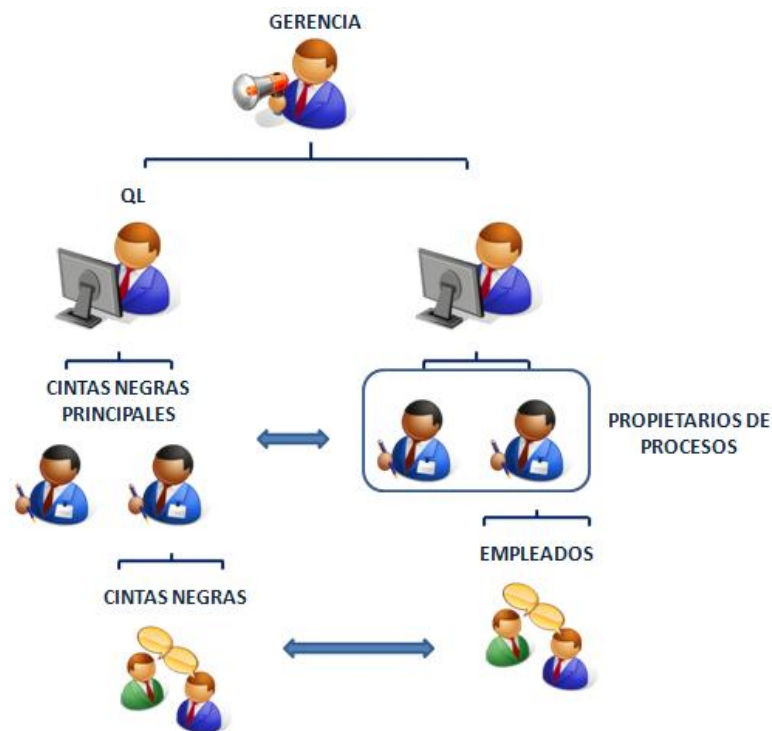 GERENCIA
QL
CINTAS NEGRAS
PRINCIPALES
PROPIETARIOS DE
PROCESOS
EMPLEADOS
CINTAS NEGRAS